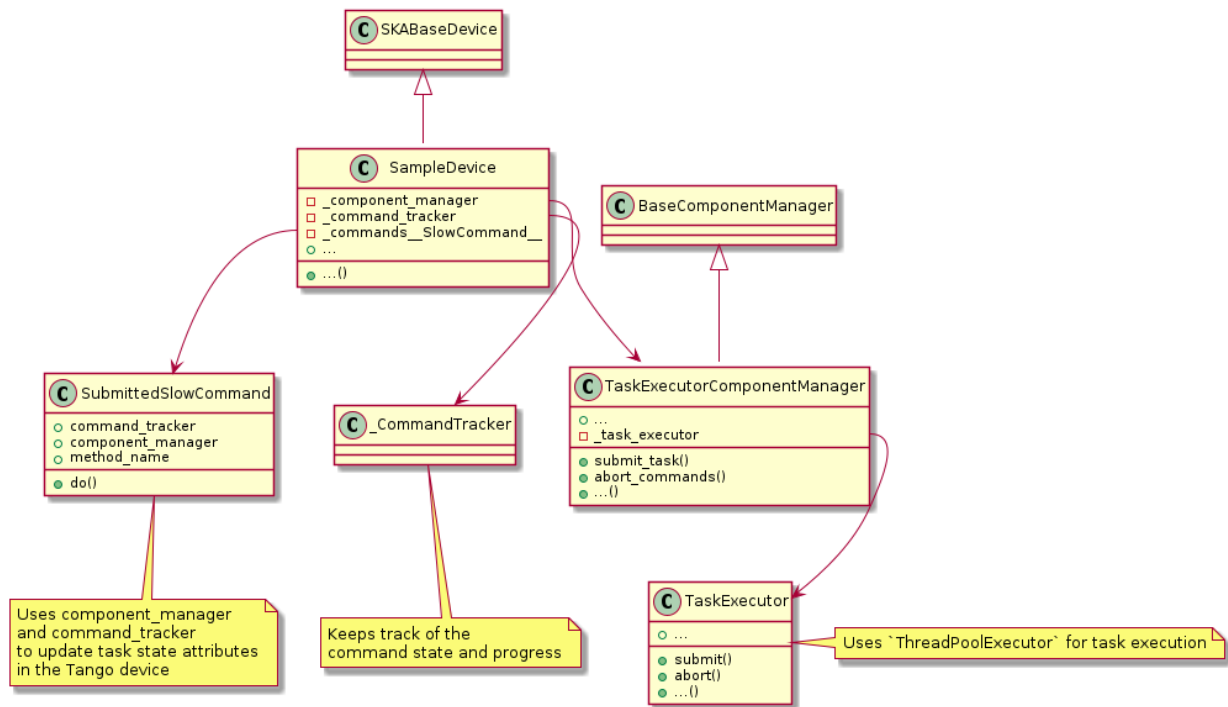 C SKABaseDevice
C SampleDevice
_component_manager
_command_tracker
_commands__SlowCommand__
...
...()
C BaseComponentManager
C SubmittedSlowCommand
command_tracker
component_manager
method_name
do()
C _CommandTracker
C TaskExecutorComponentManager
...
_task_executor
submit_task()
abort_commands()
...()
Uses component_manager
and command_tracker
to update task state attributes
in the Tango device
Keeps track of the
command state and progress
C TaskExecutor
...
submit()
abort()
...()
Uses `ThreadPoolExecutor` for task execution